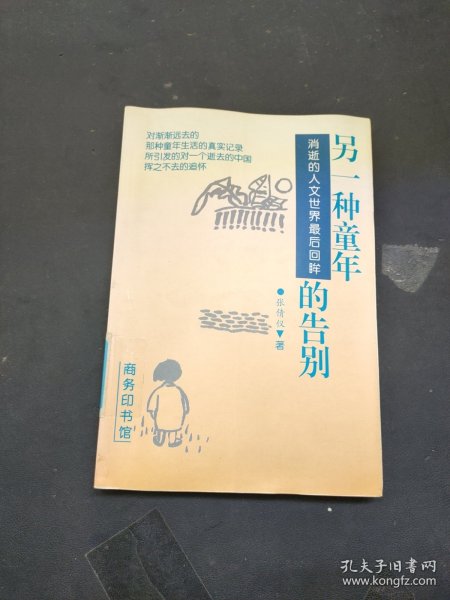 对渐渐远去的
那种童年生活的真实记录
所引发的对一个逝去的中国
挥之不去的追怀
另一种童年
的告别
消逝的人文世界最后回眸
张倩仪
著
商务印书馆
孔夫子旧书网
www.kongfz.com